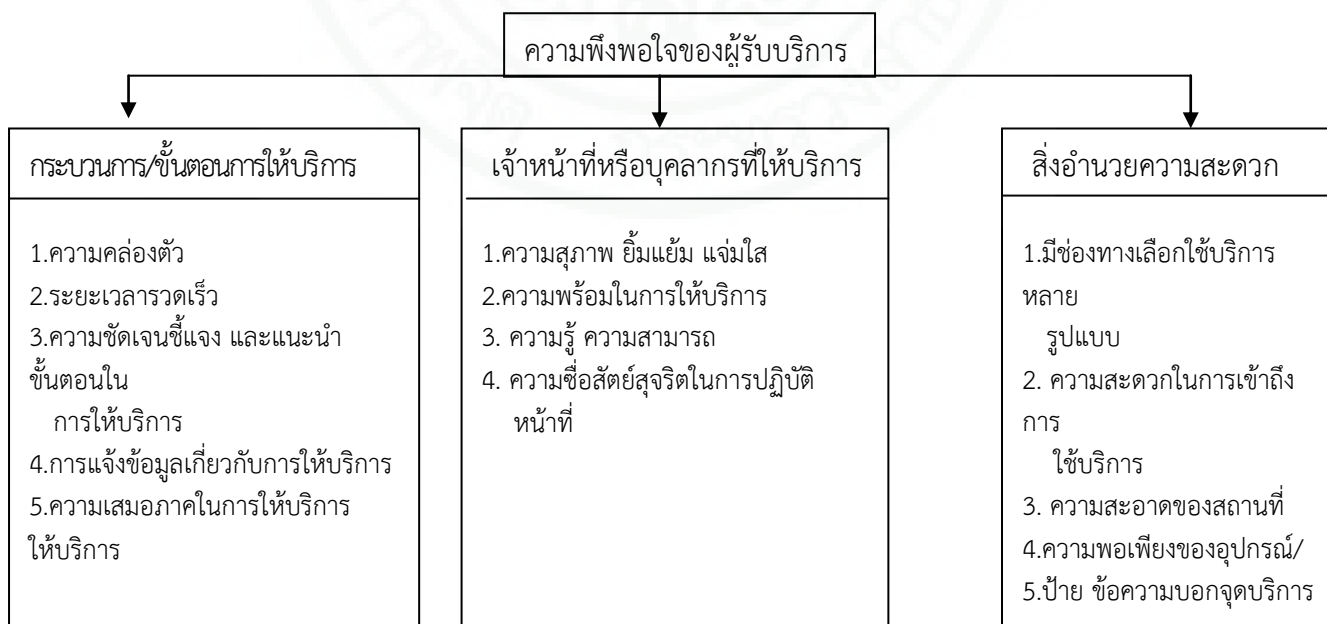 ความพึงพอใจของผู้รับบริการ
กระบวนการ/ขั้นตอนการให้บริการ
1.ความคล่องตัว
2.ระยะเวลารวดเร็ว
3.ความชัดเจนชี้แจง และแนะนำ
ขั้นตอนใน
การให้บริการ
4.การแจ้งข้อมูลเกี่ยวกับการให้บริการ
5.ความเสมอภาคในการให้บริการ
ให้บริการ
เจ้าหน้าที่หรือบุคลากรที่ให้บริการ
1.ความสุภาพ ยิ้มแย้ม แจ่มใส
2.ความพร้อมในการให้บริการ
3. ความรู้ ความสามารถ
4. ความซื่อสัตย์สุจริตในการปฏิบัติ
หน้าที่
สิ่งอำนวยความสะดวก
1.มีช่องทางเลือกใช้บริการ
หลาย
รูปแบบ
2. ความสะดวกในการเข้าถึง
การ
ใช้บริการ
3. ความสะอาดของสถานที่
4.ความพอเพียงของอุปกรณ์/
5.ป้าย ข้อความบอกจุดบริการ